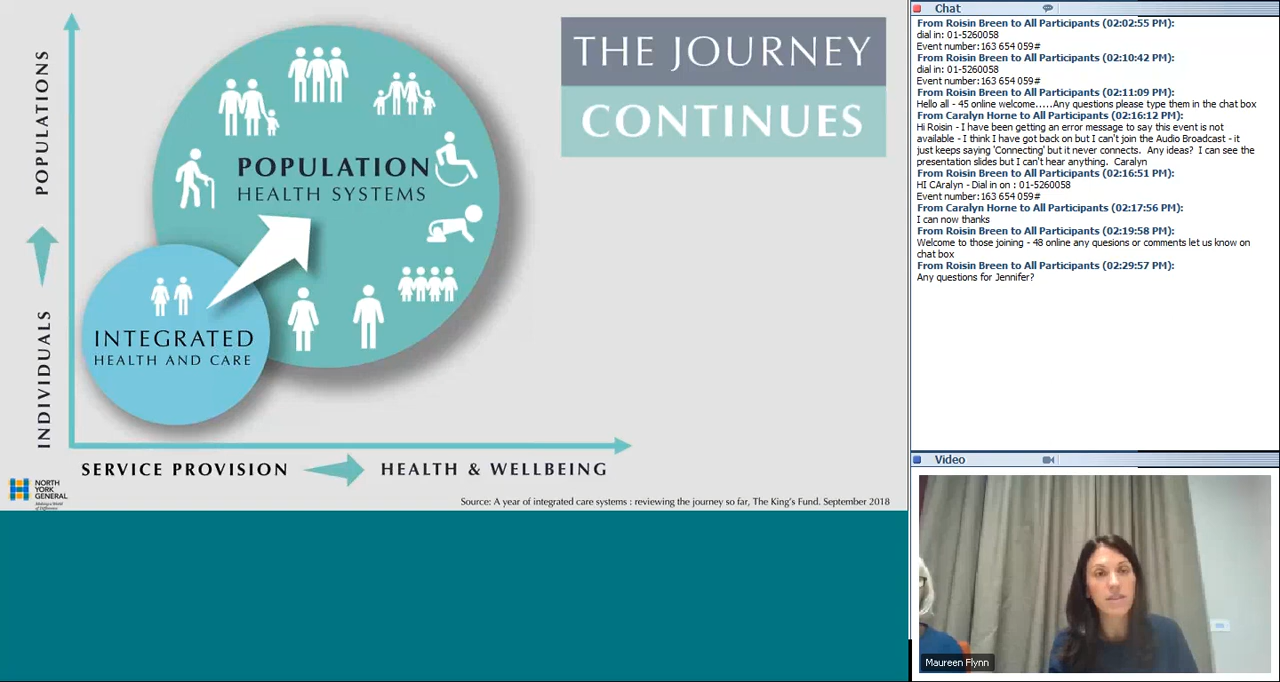 THE JOURNEY
CONTINUES
POPULATIONS
INDIVIDUALS
POPULATION
HEALTH SYSTEMS
INTEGRATED
HEALTH AND CARE
SERVICE PROVISION
HEALTH & WELLBEING
NORTH
YORK
GENERAL
Making a World
of Difference
Source: A year of integrated care systems : reviewing the journey so far, The King's Fund. September 2018
Chat
From Roisin Breen to All Participants (02:02:55 PM):
dial in: 01-5260058
Event number:163 654 059#
From Roisin Breen to All Participants (02:10:42 PM):
dial in: 01-5260058
Event number:163 654 059#
From Roisin Breen to All Participants (02:11:09 PM):
Hello all - 45 online welcome.....Any questions please type them in the chat box
From Caralyn Horne to All Participants (02:16:12 PM):
Hi Roisin - I have been getting an error message to say this event is not
available - I think I have got back on but I can't join the Audio Broadcast - it
just keeps saying 'Connecting' but it never connects.  Any ideas?  I can see the
presentation slides but I can't hear anything.  Caralyn
From Roisin Breen to All Participants (02:16:51 PM):
HI CAralyn - Dial in on : 01-5260058
Event number:163 654 059#
From Caralyn Horne to All Participants (02:17:56 PM):
I can now thanks
From Roisin Breen to All Participants (02:19:58 PM):
Welcome to those joining - 48 online any quesions or comments let us know on
chat box
From Roisin Breen to All Participants (02:29:57 PM):
Any questions for Jennifer?
Video
Maureen Flynn